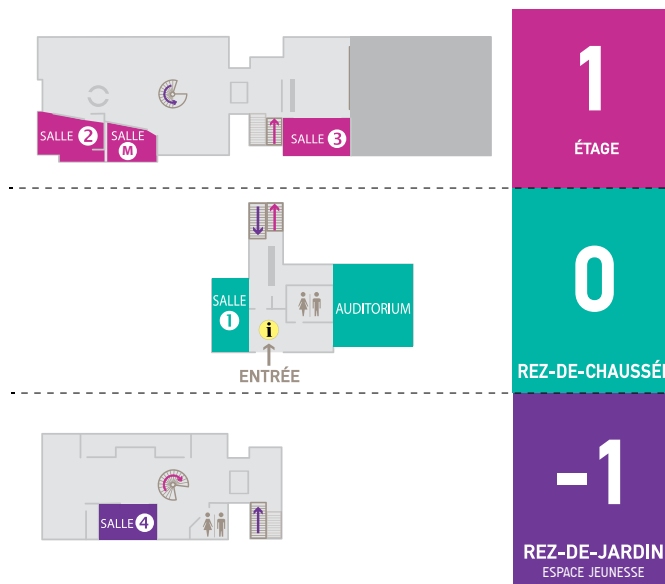 SALLE 2
SALLE
M
SALLE 3
1
ÉTAGE
SALLE
1
i
AUDITORIUM
ENTRÉE
0
REZ-DE-CHAUSSÉE
SALLE 4
-1
REZ-DE-JARDIN
ESPACE JEUNESSE